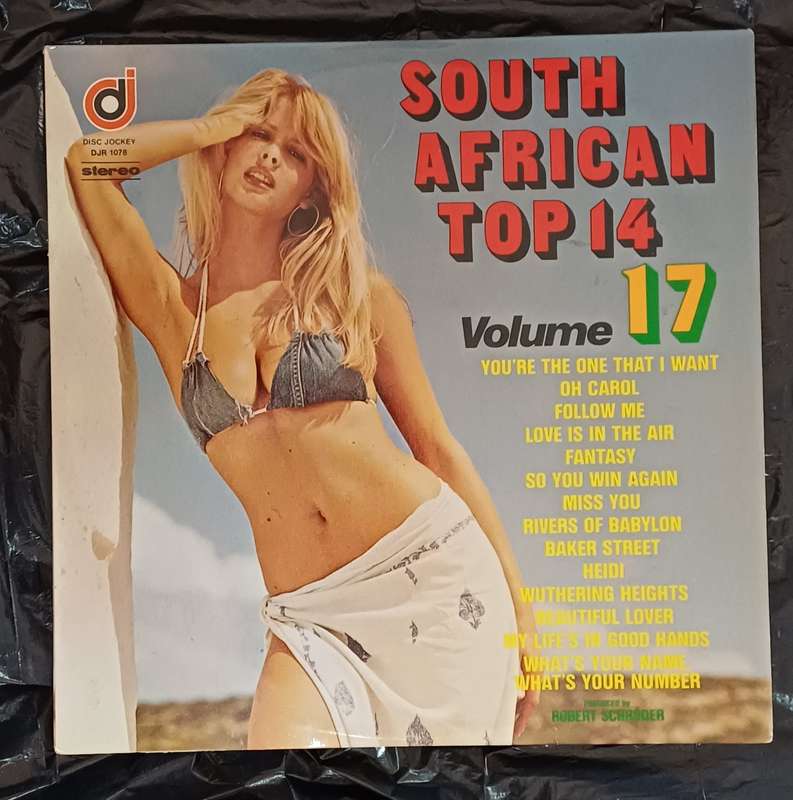 dj
DISC JOCKEY
DJR 1078
stereo
SOUTH
AFRICAN
TOP 14
Volume 17
YOU'RE THE ONE THAT I WANT
OH CAROL
FOLLOW ME
LOVE IS IN THE AIR
FANTASY
SO YOU WIN AGAIN
MISS YOU
RIVERS OF BABYLON
BAKER STREET
HEIDI
WUTHERING HEIGHTS
BEAUTIFUL LOVER
MY LIFE'S IN GOOD HANDS
WHAT'S YOUR NAME,
WHAT'S YOUR NUMBER
PRODUCED by
ROBERT SCHRODER